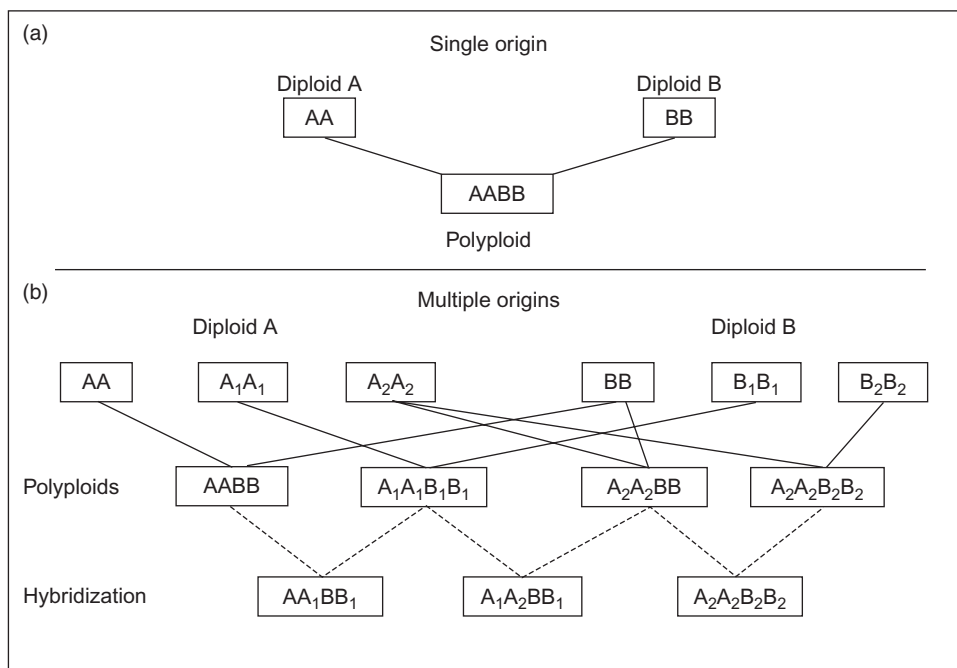 (a)
Single origin
Diploid A Diploid B
AA BB
AABB
Polyploid
(b)
Multiple origins
Diploid A Diploid B
AA A₁A₁ A₂A₂ BB B₁B₁ B₂B₂
Polyploids AABB A₁A₁B₁B₁ A₂A₂BB A₂A₂B₂B₂
Hybridization AA₁BB₁ A₁A₂BB₁ A₂A₂B₂B₂